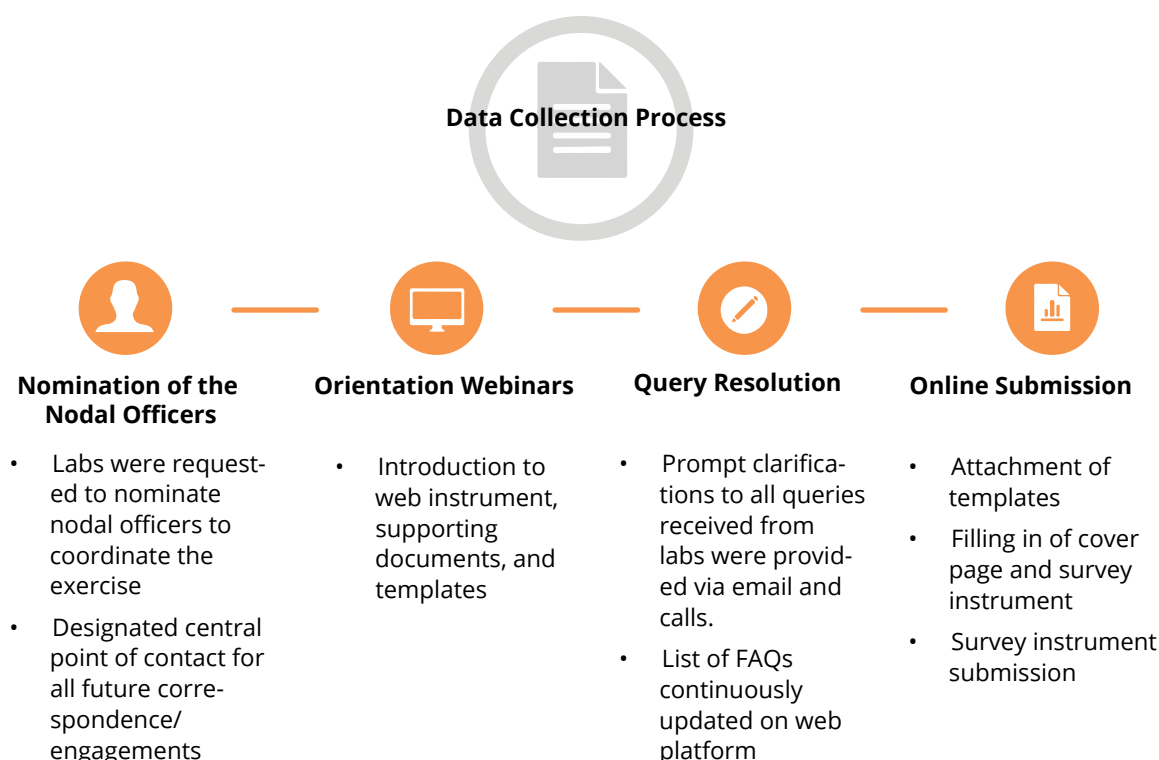 Data Collection Process
Nomination of the
Nodal Officers
• Labs were request-
ed to nominate
nodal officers to
coordinate the
exercise
• Designated central
point of contact for
all future corre-
spondence/
engagements
Orientation Webinars
• Introduction to
web instrument,
supporting
documents, and
templates
Query Resolution
• Prompt clarifica-
tions to all queries
received from
labs were provid-
ed via email and
calls.
• List of FAQs
continuously
updated on web
platform
Online Submission
• Attachment of
templates
• Filling in of cover
page and survey
instrument
• Survey instrument
submission